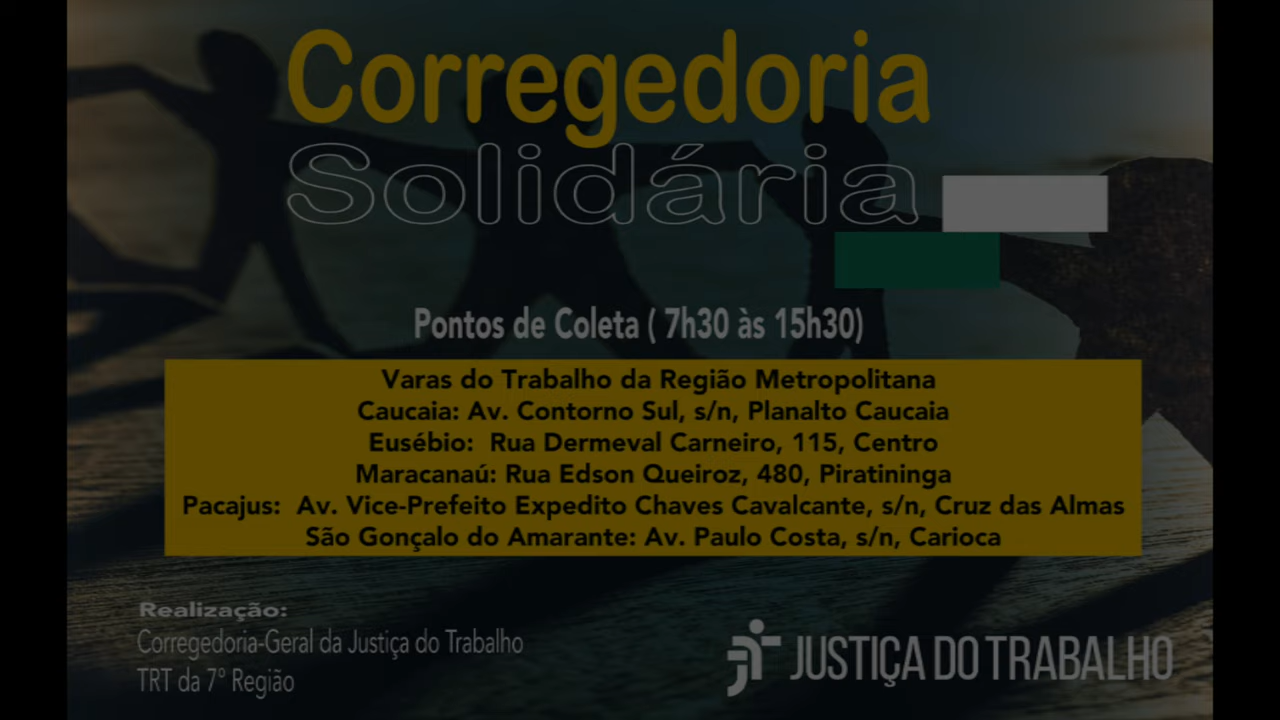 Corregedoria
Solidária
Pontos de Coleta ( 7h30 às 15h30)
Varas do Trabalho da Região Metropolitana
Caucaia: Av. Contorno Sul, s/n, Planalto Caucaia
Eusébio: Rua Dermeval Carneiro, 115, Centro
Maracanaú: Rua Edson Queiroz, 480, Piratininga
Pacajus: Av. Vice-Prefeito Expedito Chaves Cavalcante, s/n, Cruz das Almas
São Gonçalo do Amarante: Av. Paulo Costa, s/n, Carioca
Realização:
Corregedoria-Geral da Justiça do Trabalho
TRT da 7º Região
JUSTIÇA DO TRABALHO